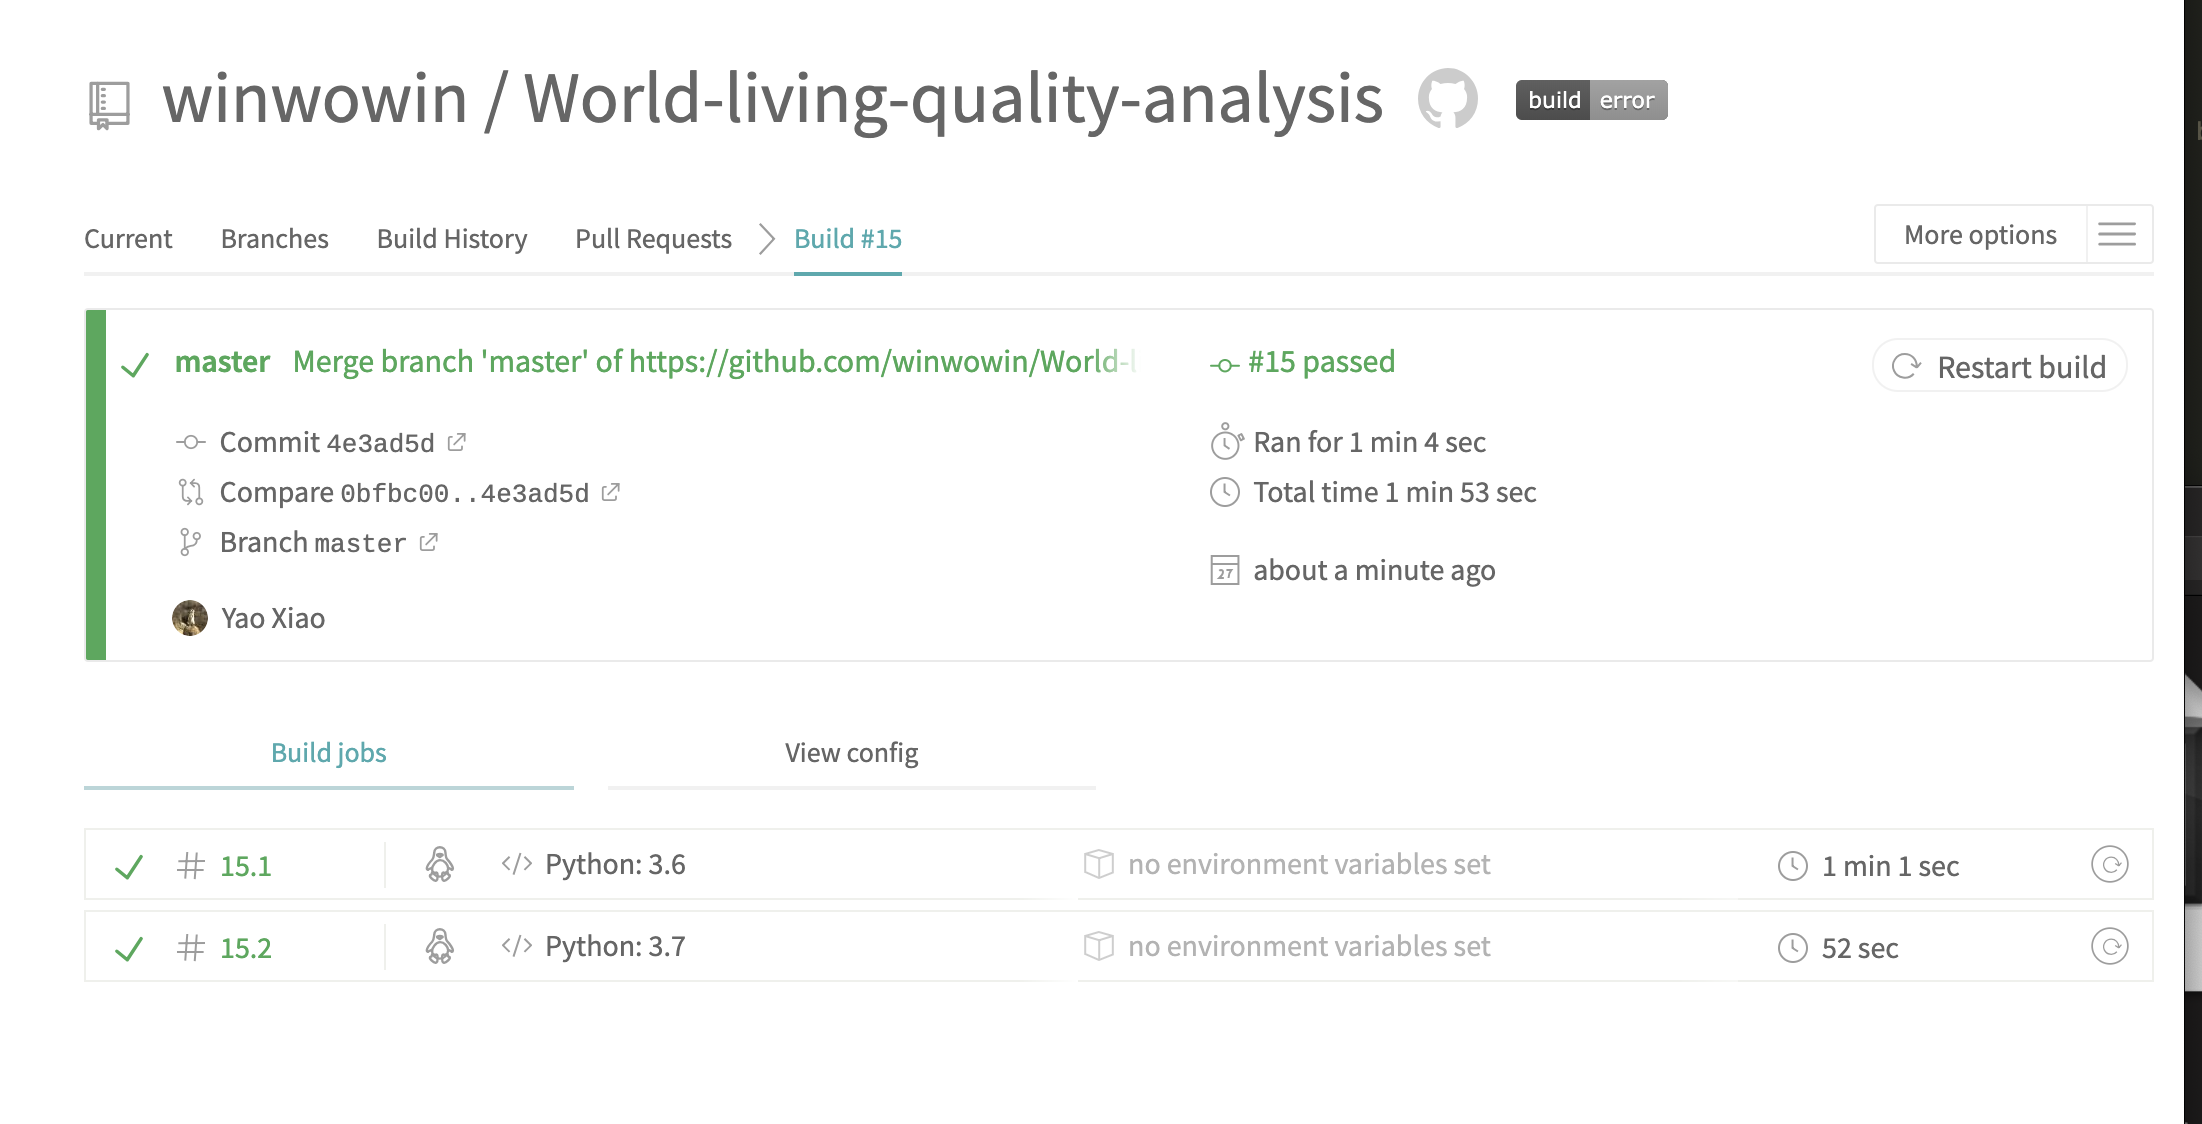 winwowin / World-living-quality-analysis build error
Current Branches Build History Pull Requests Build #15 More options
master Merge branch 'master' of https://github.com/winwowin/World-l
#15 passed
Restart build
Commit 4e3ad5d
Compare 0bfbc00..4e3ad5d
Branch master
Yao Xiao
Ran for 1 min 4 sec
Total time 1 min 53 sec
27 about a minute ago
Build jobs View config
# 15.1 </> Python: 3.6 no environment variables set 1 min 1 sec
# 15.2 </> Python: 3.7 no environment variables set 52 sec